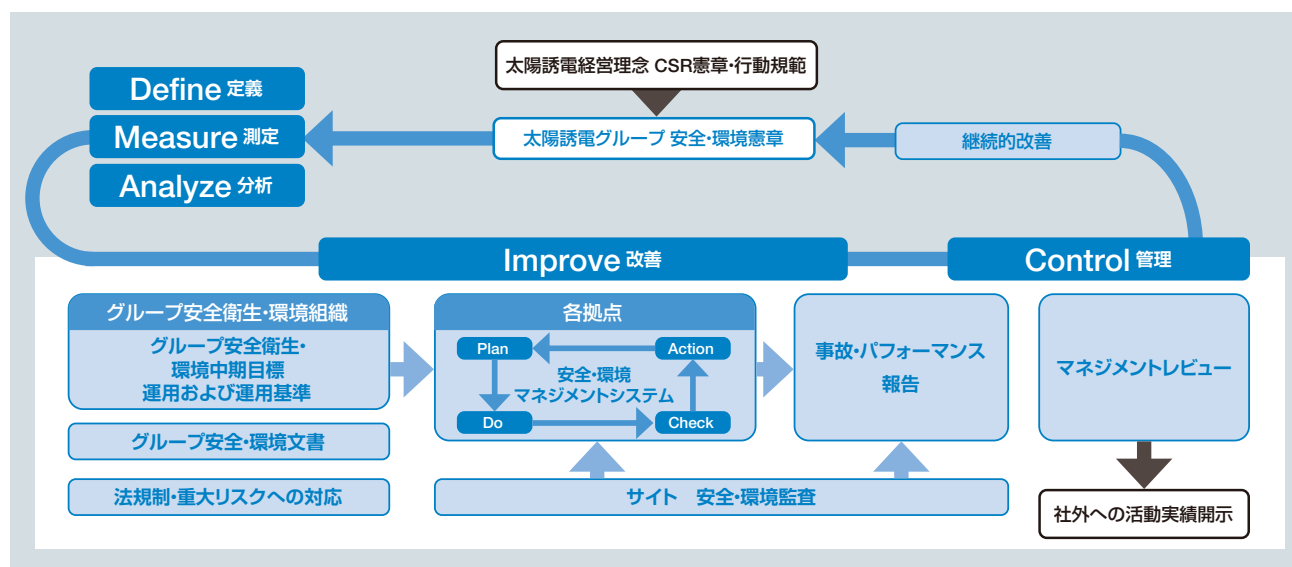 太陽誘電経営理念 CSR憲章・行動規範
Define 定義
Measure 測定
Analyze 分析
太陽誘電グループ 安全・環境憲章
継続的改善
Improve 改善
Control 管理
グループ安全衛生・環境組織
グループ安全衛生・
環境中期目標
運用および運用基準
グループ安全・環境文書
法規制・重大リスクへの対応
各拠点
Plan
Action
安全・環境
マネジメントシステム
Do
Check
事故・パフォーマンス
報告
マネジメントレビュー
サイト　安全・環境監査
社外への活動実績開示